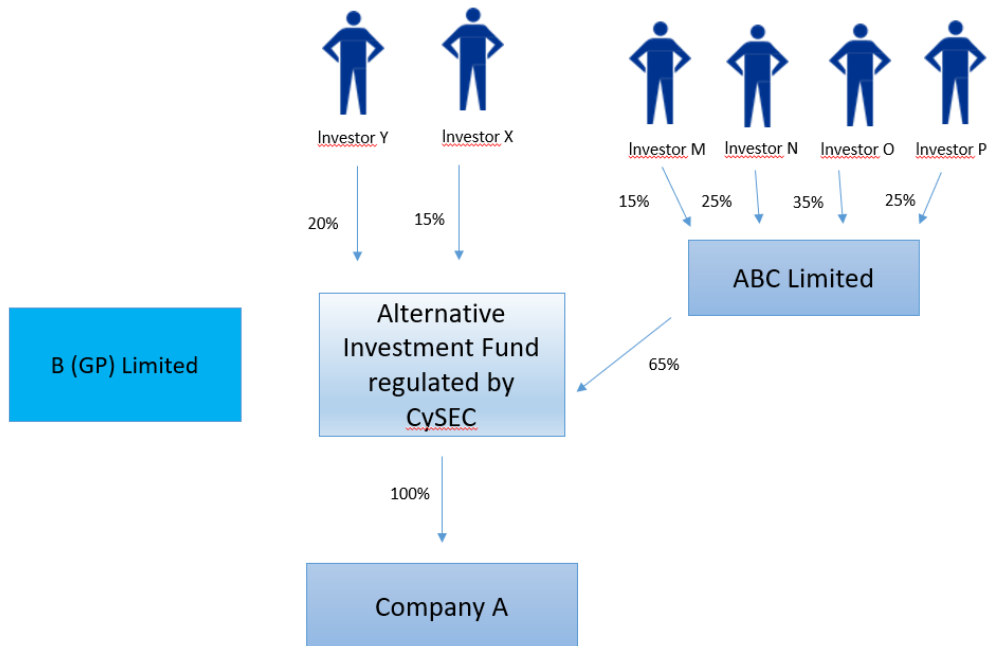 Investor Y
Investor X
Investor M
Investor N
Investor O
Investor P
20%
15%
15%
25%
35%
25%
ABC Limited
B (GP) Limited
Alternative
Investment Fund
regulated by
CySEC
65%
100%
Company A